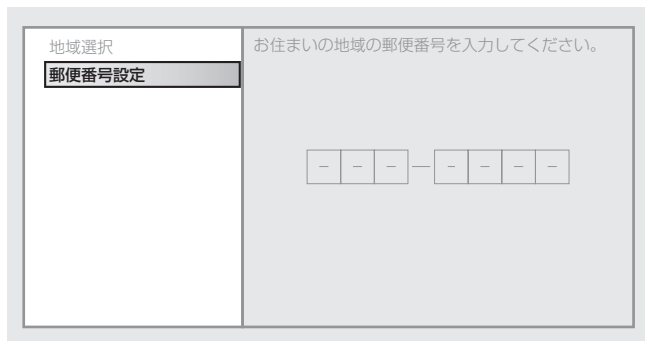 地域選択
郵便番号設定
お住まいの地域の郵便番号を入力してください。
– – – — – – – –